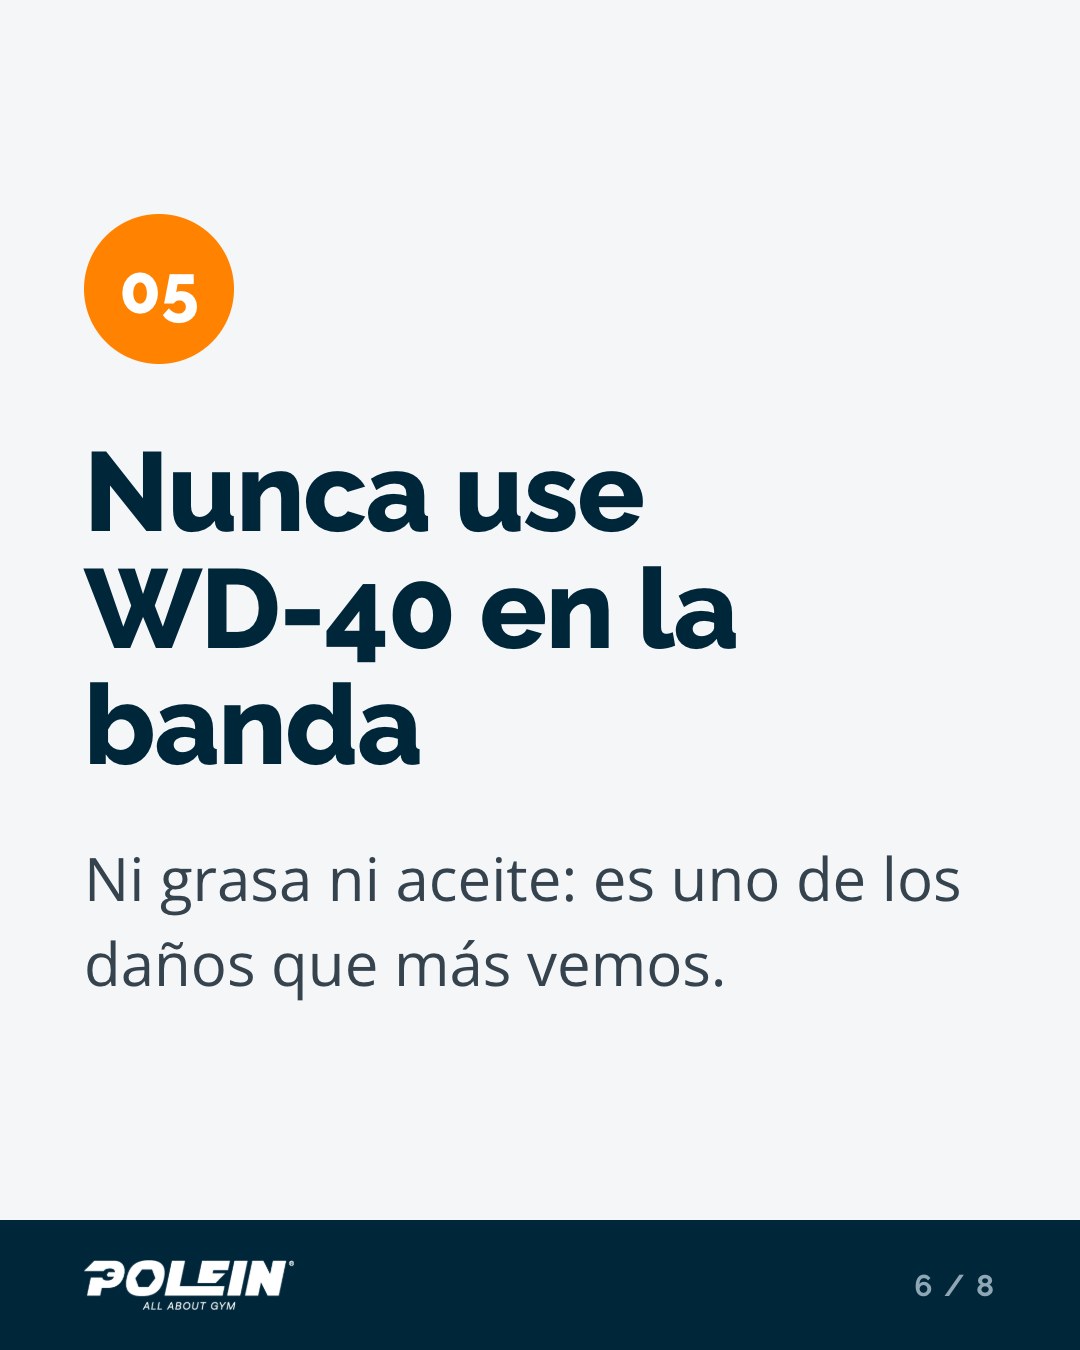 05
Nunca use
WD-40 en la
banda
Ni grasa ni aceite: es uno de los
daños que más vemos.
POLEIN®
ALL ABOUT GYM
6 / 8